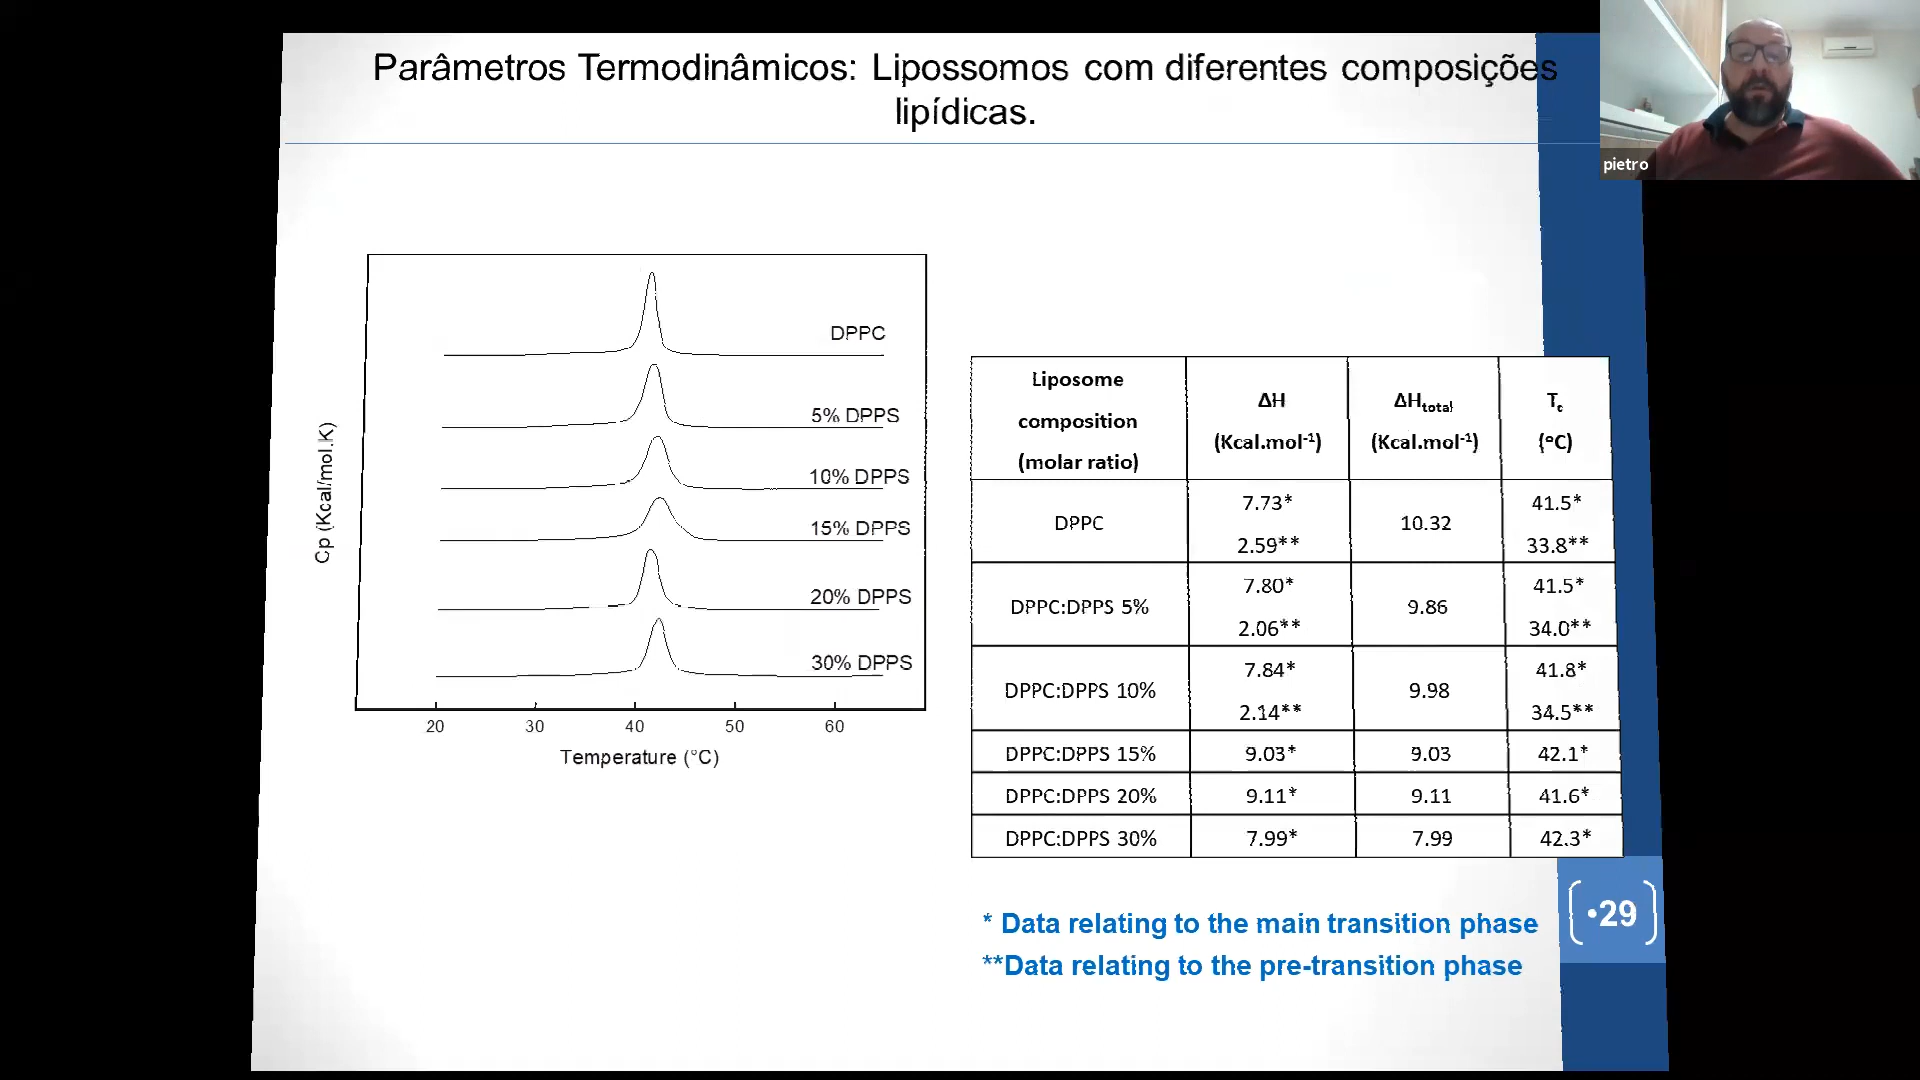 Parâmetros Termodinâmicos: Lipossomos com diferentes composições
lipídicas.
pietro
Cp (Kcal/mol.K)
DPPC
5% DPPS
10% DPPS
15% DPPS
20% DPPS
30% DPPS
20 30 40 50 60
Temperature (°C)
Liposome
composition
(molar ratio)
ΔH
(Kcal.mol-1)
ΔHtotal
(Kcal.mol-1)
Tc
(°C)
DPPC
7.73*
2.59**
10.32
41.5*
33.8**
DPPC:DPPS 5%
7.80*
2.06**
9.86
41.5*
34.0**
DPPC:DPPS 10%
7.84*
2.14**
9.98
41.8*
34.5**
DPPC:DPPS 15% 9.03* 9.03 42.1*
DPPC:DPPS 20% 9.11* 9.11 41.6*
DPPC:DPPS 30% 7.99* 7.99 42.3*
* Data relating to the main transition phase
**Data relating to the pre-transition phase
•29